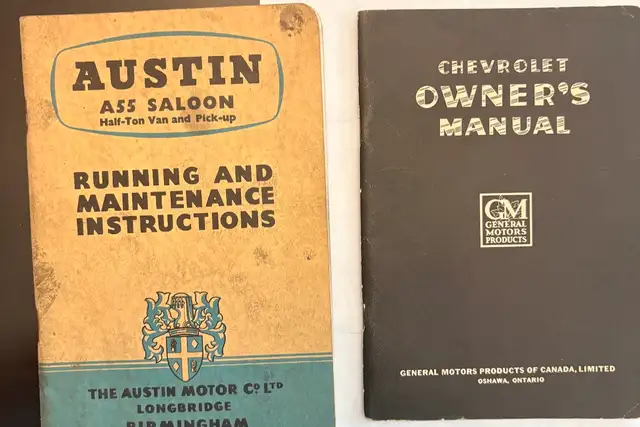 AUSTIN
A55 SALOON
Half-Ton Van and Pick-up
RUNNING AND
MAINTENANCE
INSTRUCTIONS
THE AUSTIN MOTOR Cº LTD
LONGBRIDGE
BIRMINGHAM
CHEVROLET
OWNER'S
MANUAL
GM
GENERAL
MOTORS
PRODUCTS
GENERAL MOTORS PRODUCTS OF CANADA, LIMITED
OSHAWA, ONTARIO